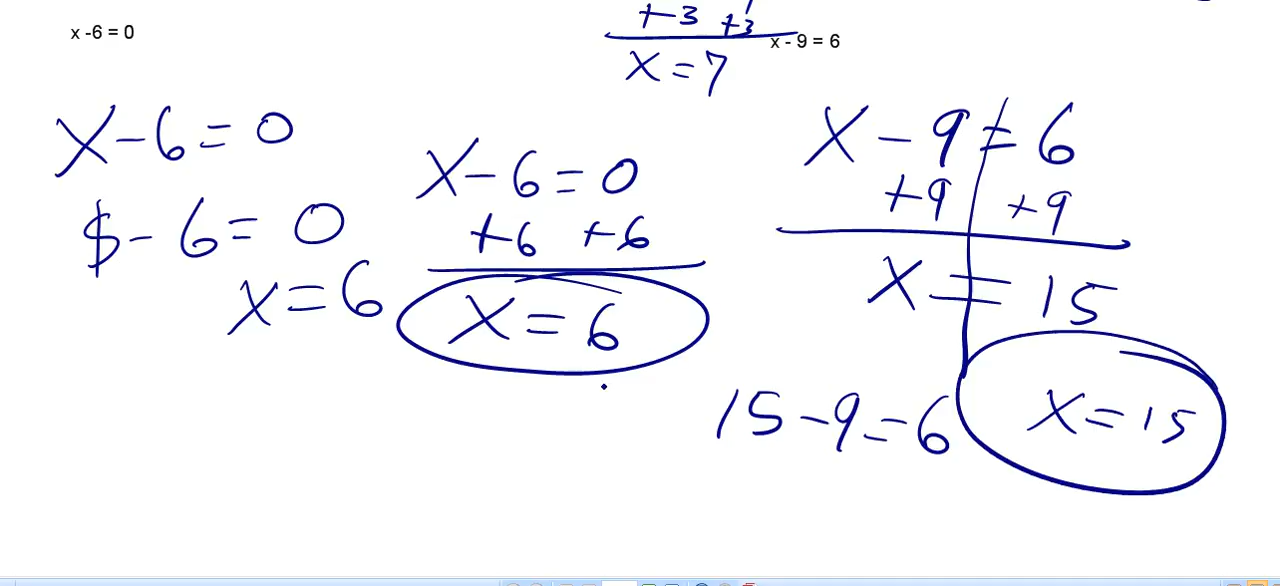 +3 +3
x = 7
x -6 = 0
x - 6 = 0
$ - 6 = 0
x = 6
x - 6 = 0
+6 +6
x = 6
x - 9 = 6
x - 9 = 6
+9 +9
x = 15
15 - 9 = 6
x = 15